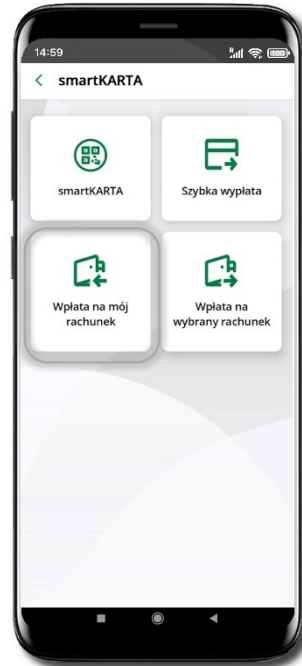 14:59
smartKARTA
smartKARTA
Szybka wypłata
Wpłata na mój
rachunek
Wpłata na
wybrany rachunek